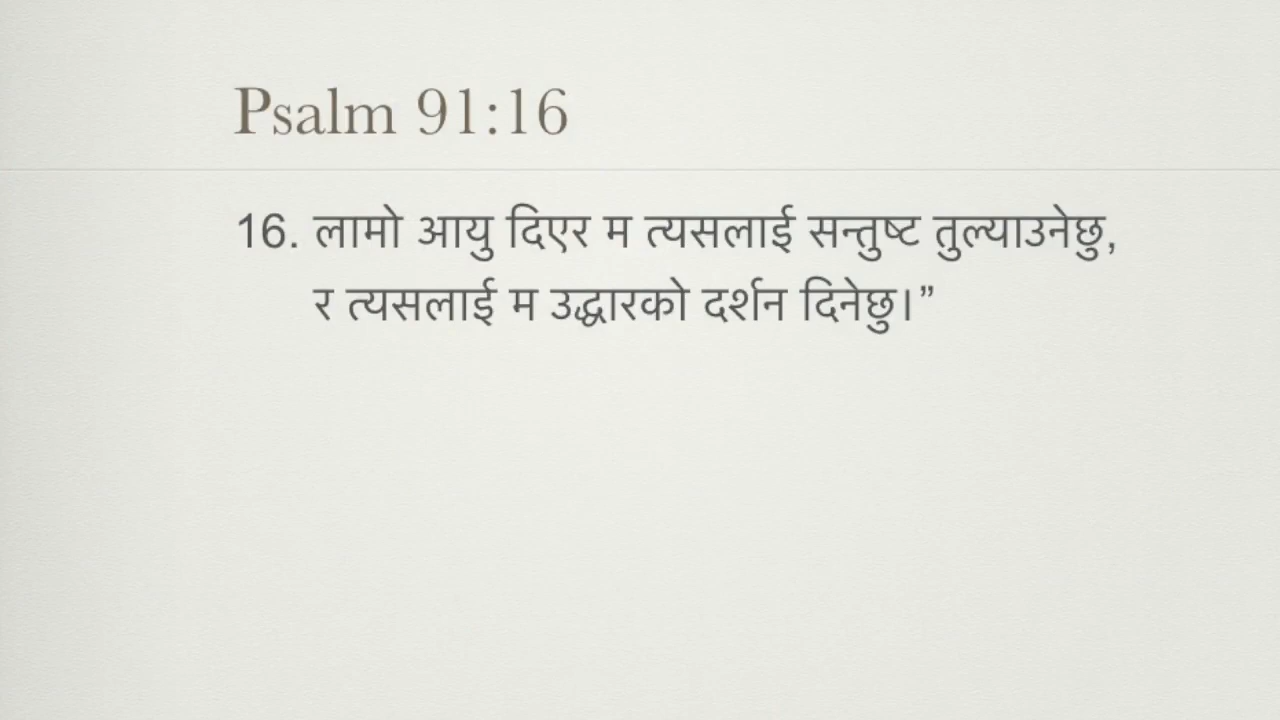 Psalm 91:16
16. लामो आयु दिएर म त्यसलाई सन्तुष्ट तुल्याउनेछु,
र त्यसलाई म उद्धारको दर्शन दिनेछु।”